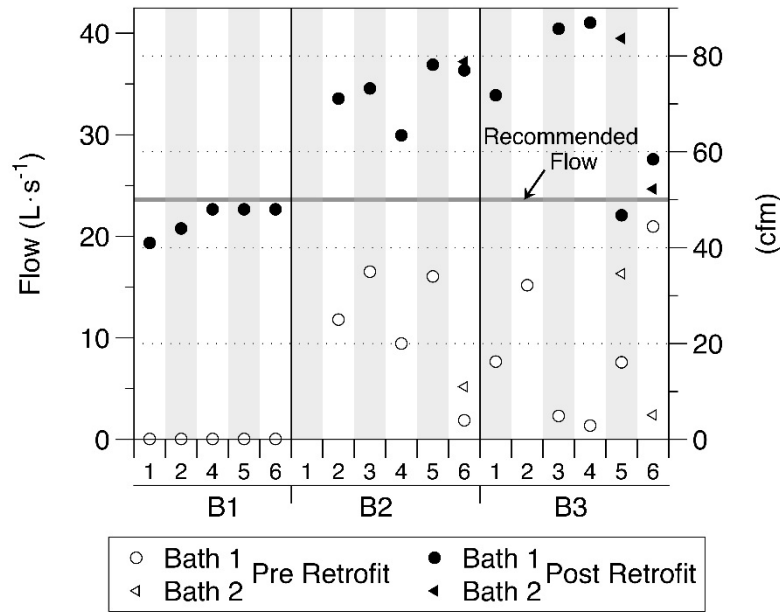 40
30
20
10
0
Flow (L·s⁻¹)
80
60
40
20
0
(cfm)
Recommended
Flow
1 2 4 5 6 1 2 3 4 5 6 1 2 3 4 5 6
B1 B2 B3
Bath 1 Pre Retrofit Bath 1 Post Retrofit
Bath 2 Bath 2